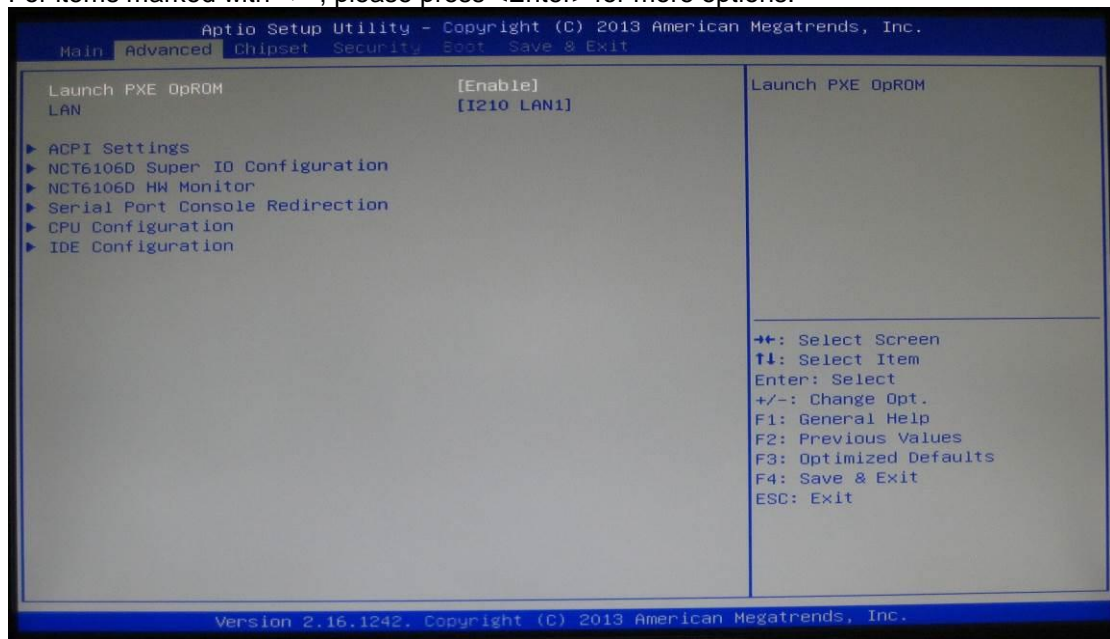 Aptio Setup Utility – Copyright (C) 2013 American Megatrends, Inc.
Main Advanced Chipset Security Boot Save & Exit
Launch PXE OpROM [Enable]
LAN [I210 LAN1]
► ACPI Settings
► NCT6106D Super IO Configuration
► NCT6106D HW Monitor
► Serial Port Console Redirection
► CPU Configuration
► IDE Configuration
Launch PXE OpROM
→←: Select Screen
↑↓: Select Item
Enter: Select
+/-: Change Opt.
F1: General Help
F2: Previous Values
F3: Optimized Defaults
F4: Save & Exit
ESC: Exit
Version 2.16.1242. Copyright (C) 2013 American Megatrends, Inc.